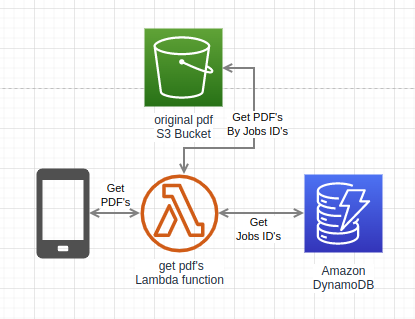 original pdf
S3 Bucket
Get PDF's
By Jobs ID's
Get
PDF's
Get
Jobs ID's
get pdf's
Lambda function
Amazon
DynamoDB